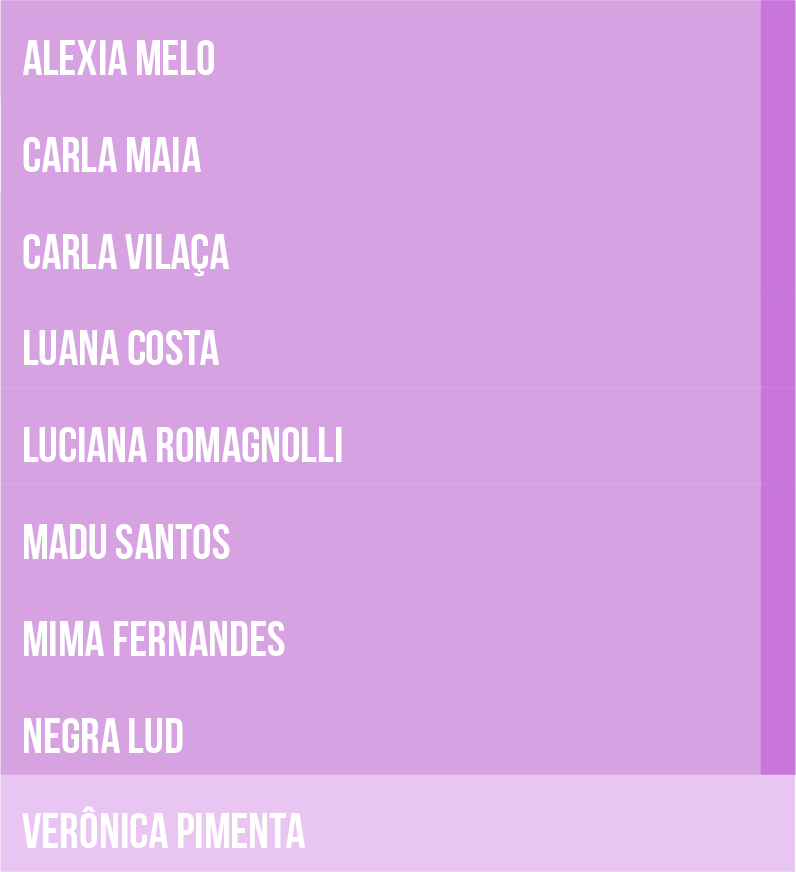 ALEXIA MELO
CARLA MAIA
CARLA VILAÇA
LUANA COSTA
LUCIANA ROMAGNOLLI
MADU SANTOS
MIMA FERNANDES
NEGRA LUD
VERÔNICA PIMENTA